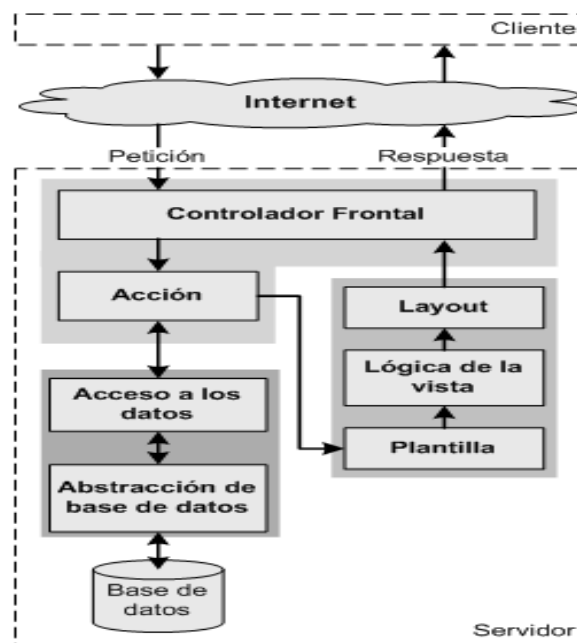 Cliente
Internet
Petición
Respuesta
Controlador Frontal
Acción
Layout
Lógica de la
vista
Plantilla
Acceso a los
datos
Abstracción de
base de datos
Base de
datos
Servidor